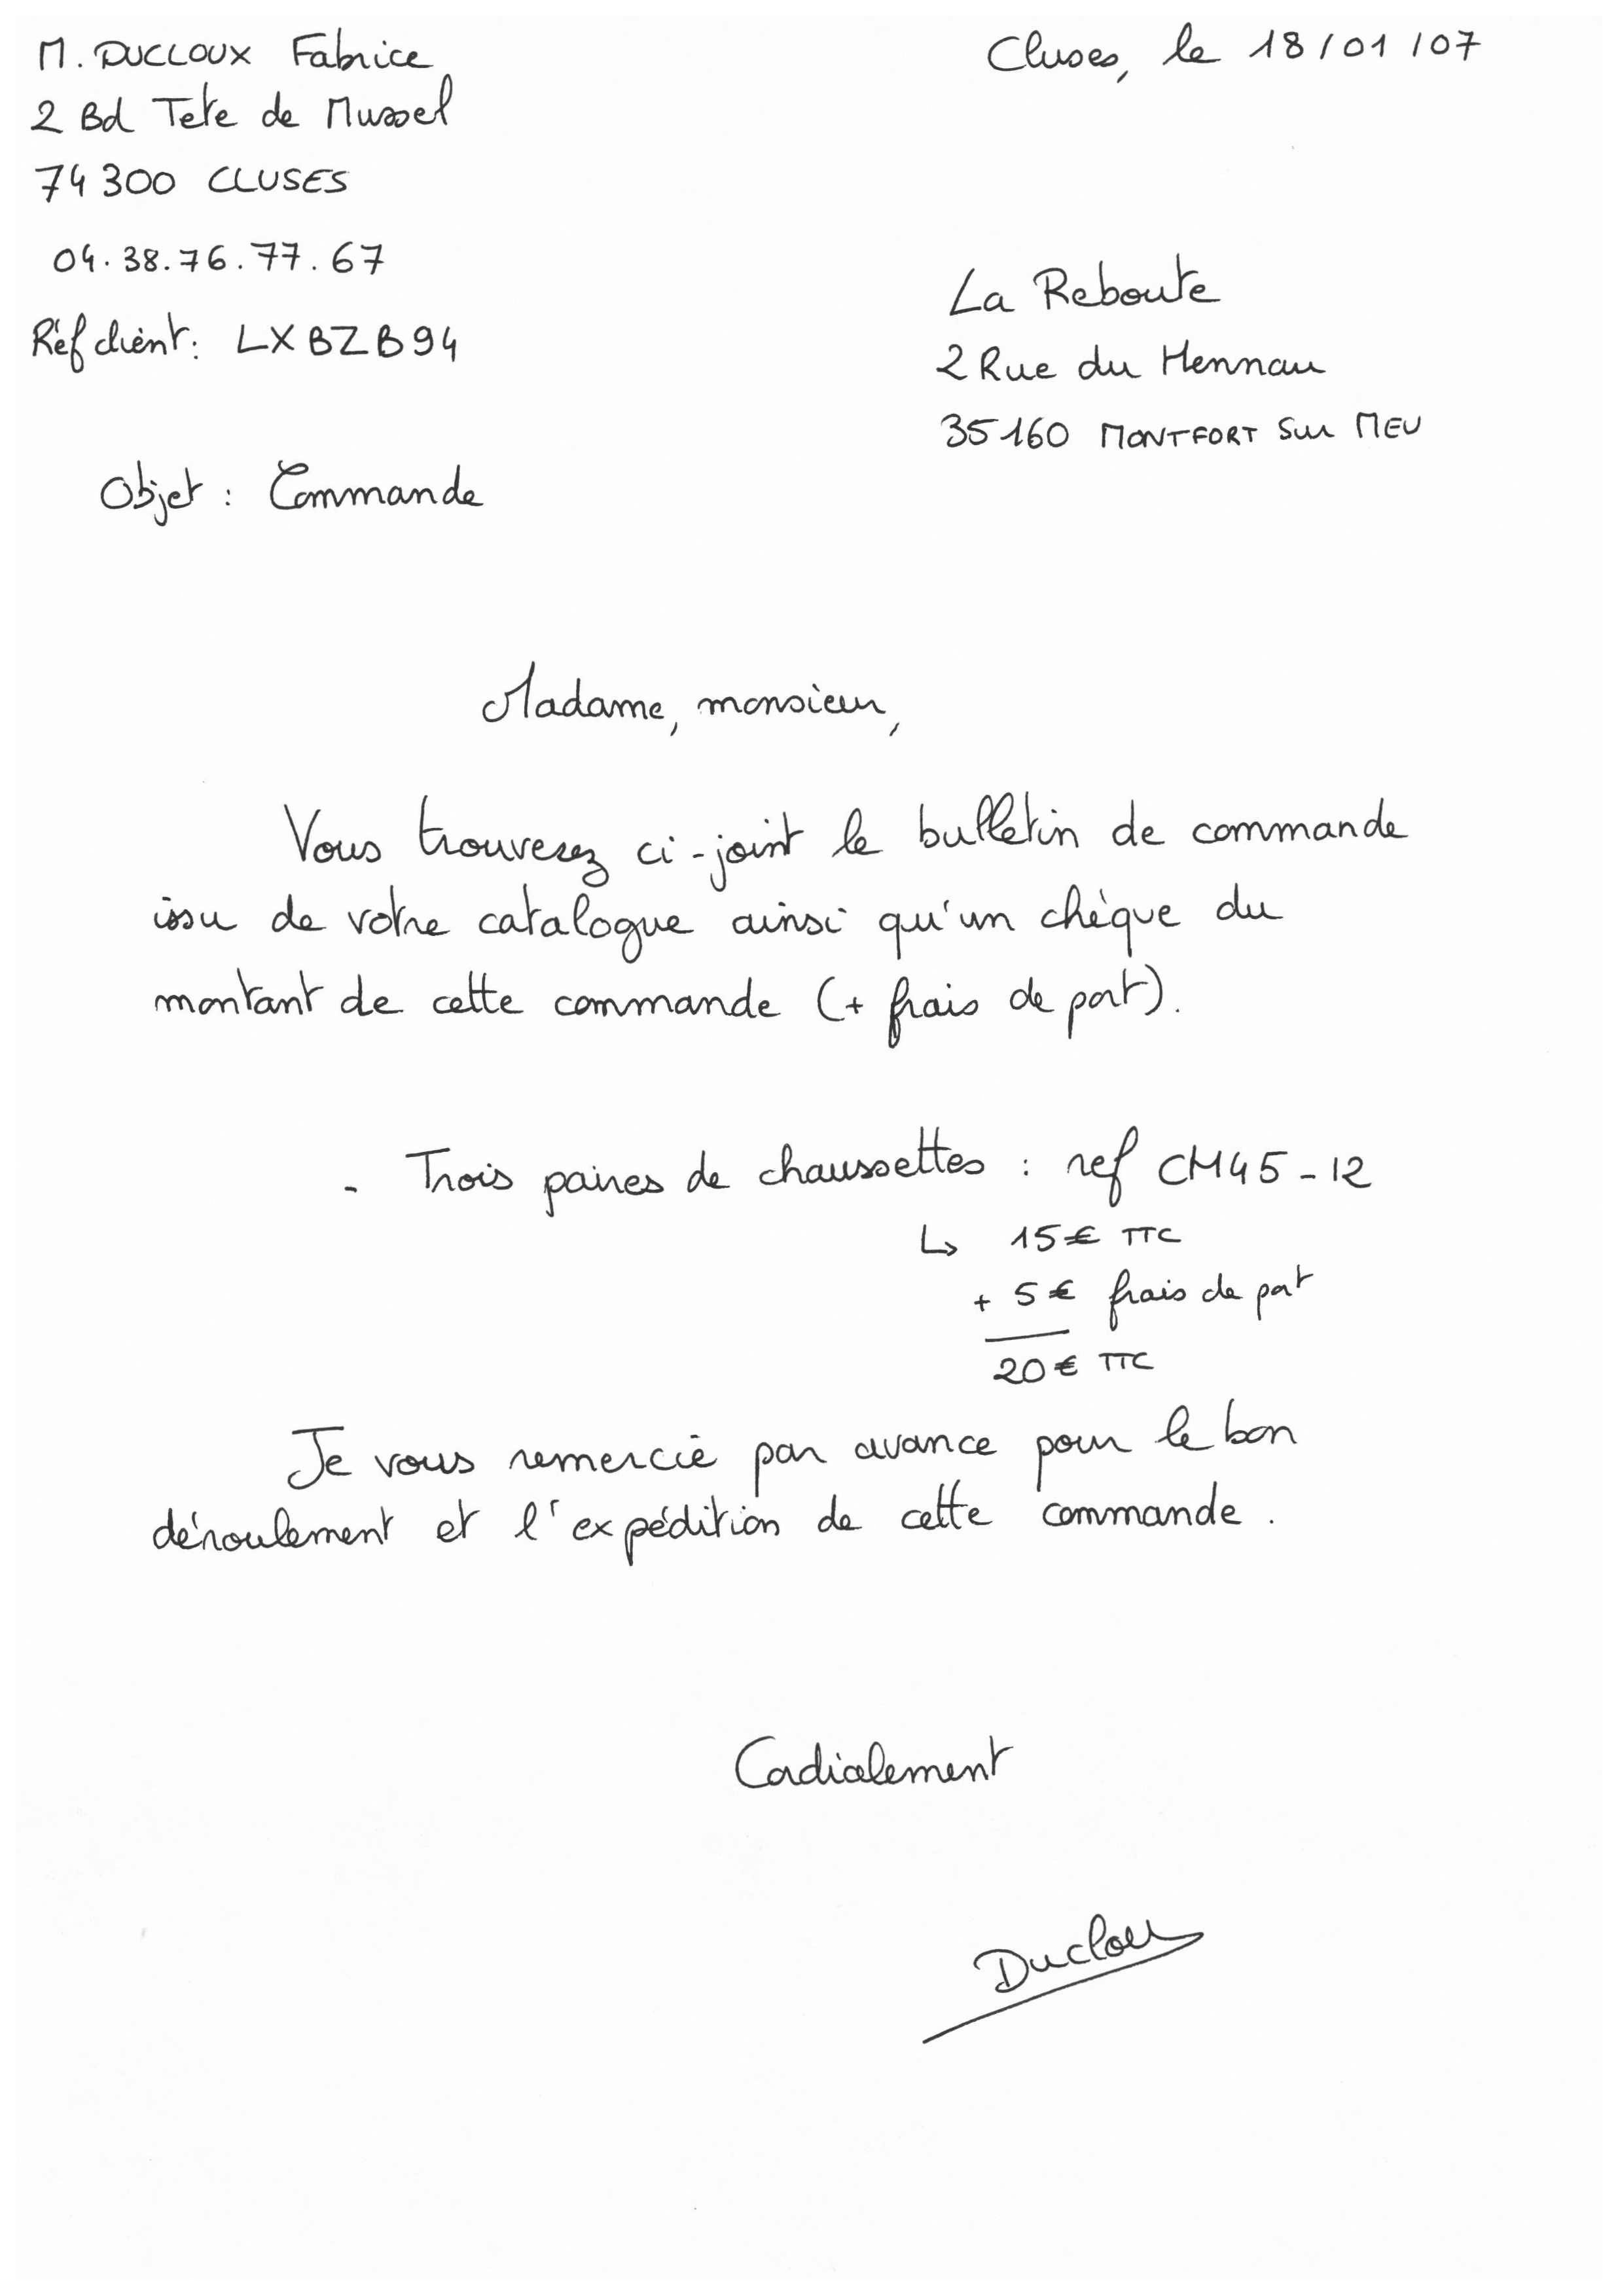 M. DUCLOUX Fabrice
Cluses, le 18/01/07
2 Bd Tete de Mussel
74300 CLUSES
04.38.76.77.67
Réf client : LXBZB94
La Reboute
2 Rue du Hennau
35160 MONTFORT Sur MEU
Objet : Commande
Madame, monsieur,
Vous trouverez ci-joint le bulletin de commande
issu de votre catalogue ainsi qu'un chèque du
montant de cette commande (+ frais de port).
- Trois paires de chaussettes : ref CM45-12
↳ 15€ TTC
+ 5€ frais de port
20€ TTC
Je vous remercie par avance pour le bon
déroulement et l'expédition de cette commande.
Cordialement
Ducloux